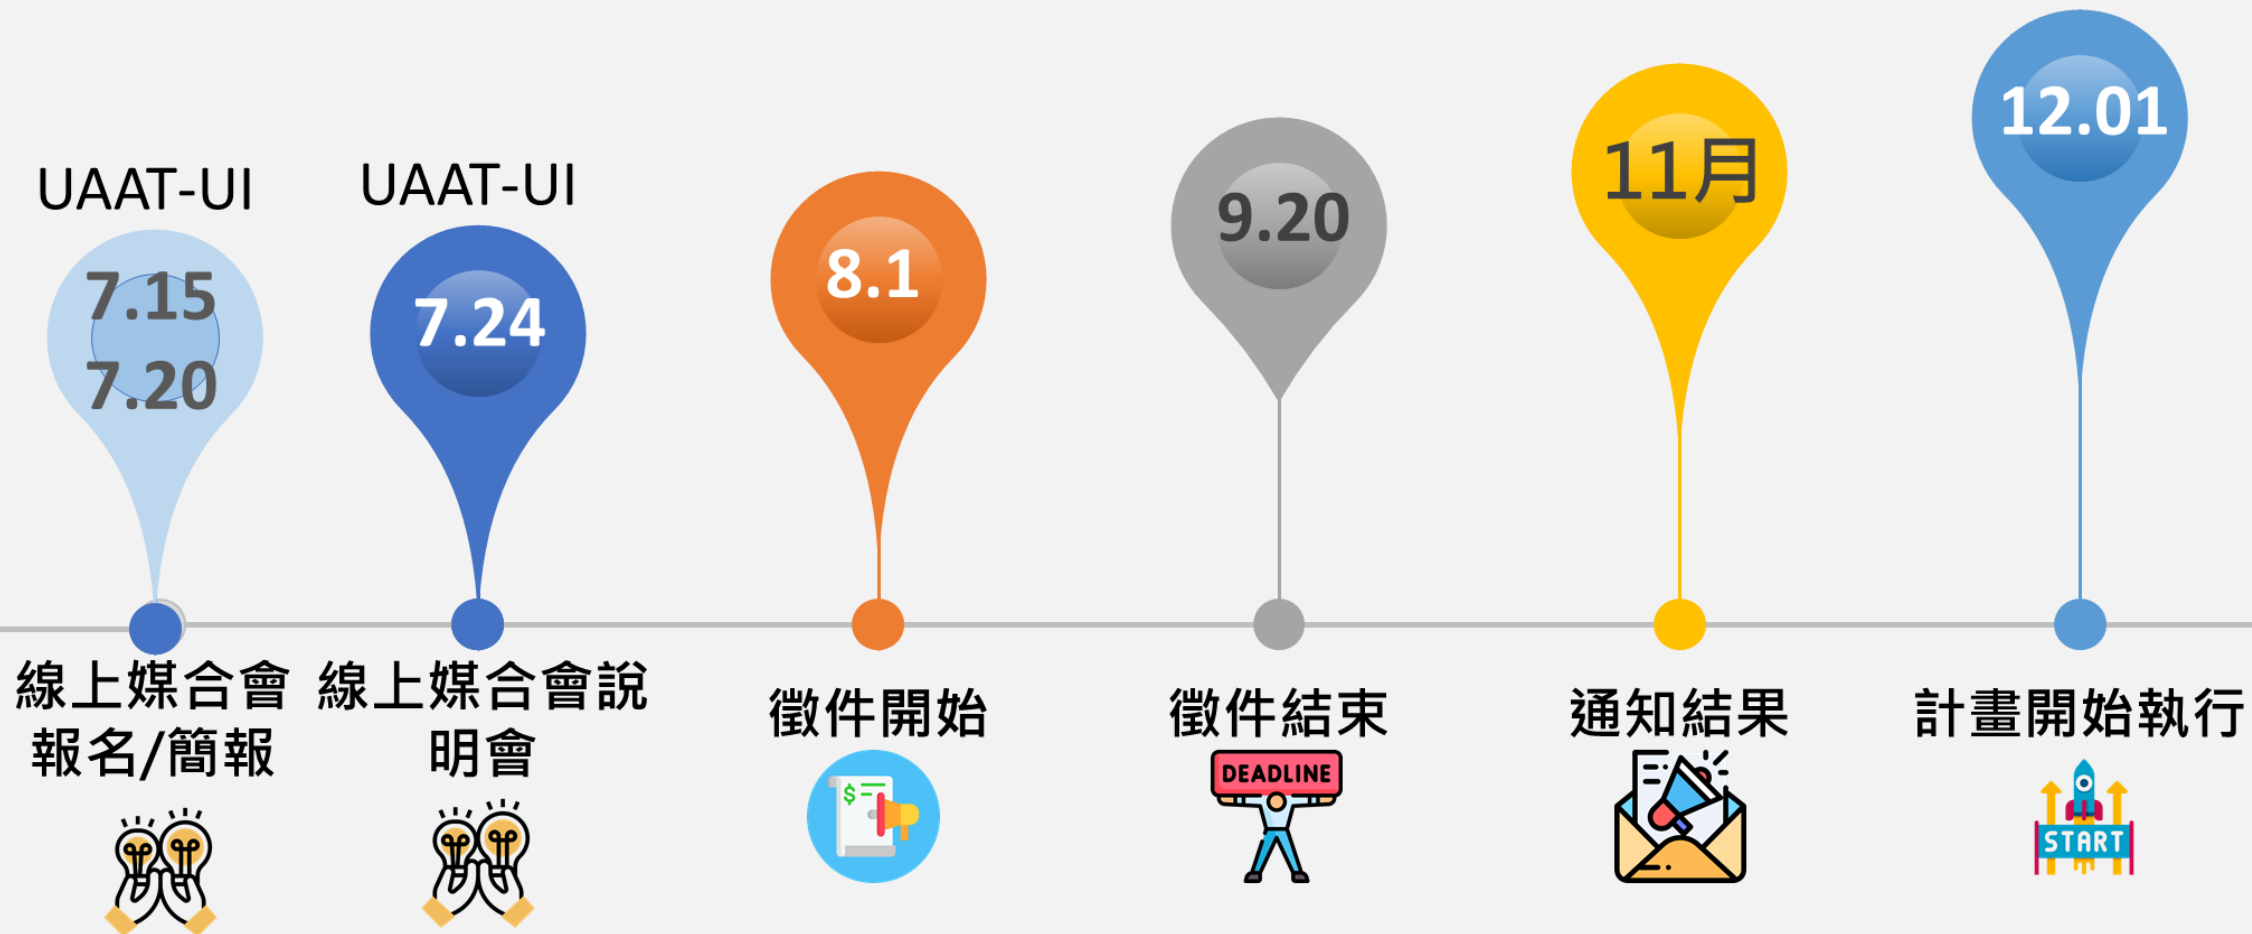 UAAT-UI
7.15
7.20
線上媒合會
報名/簡報
UAAT-UI
7.24
線上媒合會說
明會
8.1
徵件開始
$
9.20
徵件結束
DEADLINE
11月
通知結果
12.01
計畫開始執行
START